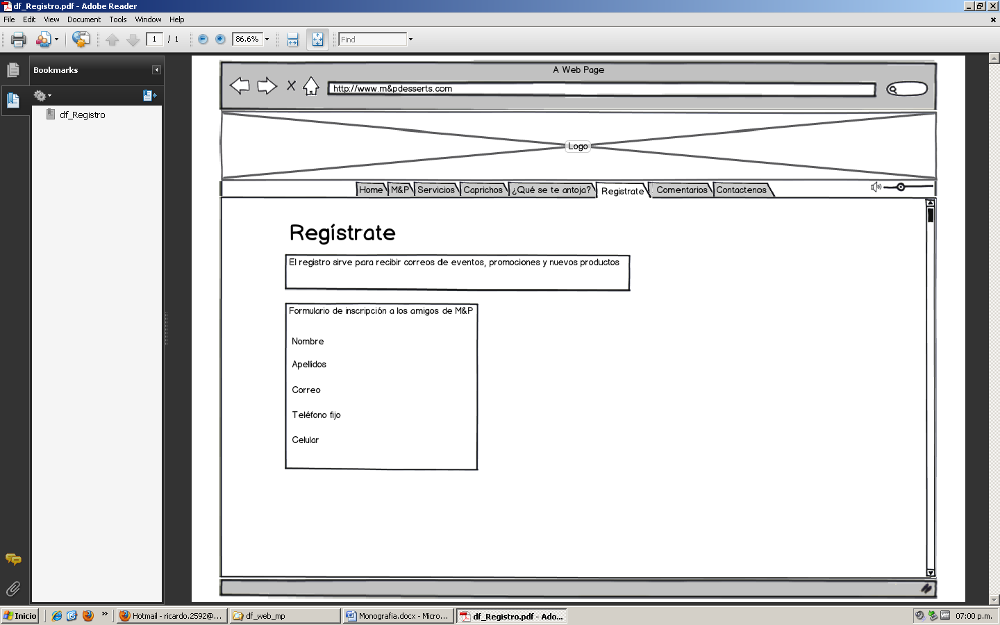 df_Registro.pdf - Adobe Reader
File Edit View Document Tools Window Help
1 / 1 86.6% Find
Bookmarks
df_Registro
A Web Page
http://www.m&pdesserts.com
Logo
Home M&P Servicios Caprichos ¿Qué se te antoja? Registrate Comentarios Contactenos
Regístrate
El registro sirve para recibir correos de eventos, promociones y nuevos productos
Formulario de inscripción a los amigos de M&P
Nombre
Apellidos
Correo
Teléfono fijo
Celular
Inicio » Hotmail - ricardo.2592@... df_web_mp Monografia.docx - Micro... df_Registro.pdf - Ado... vm 07:00 p.m.